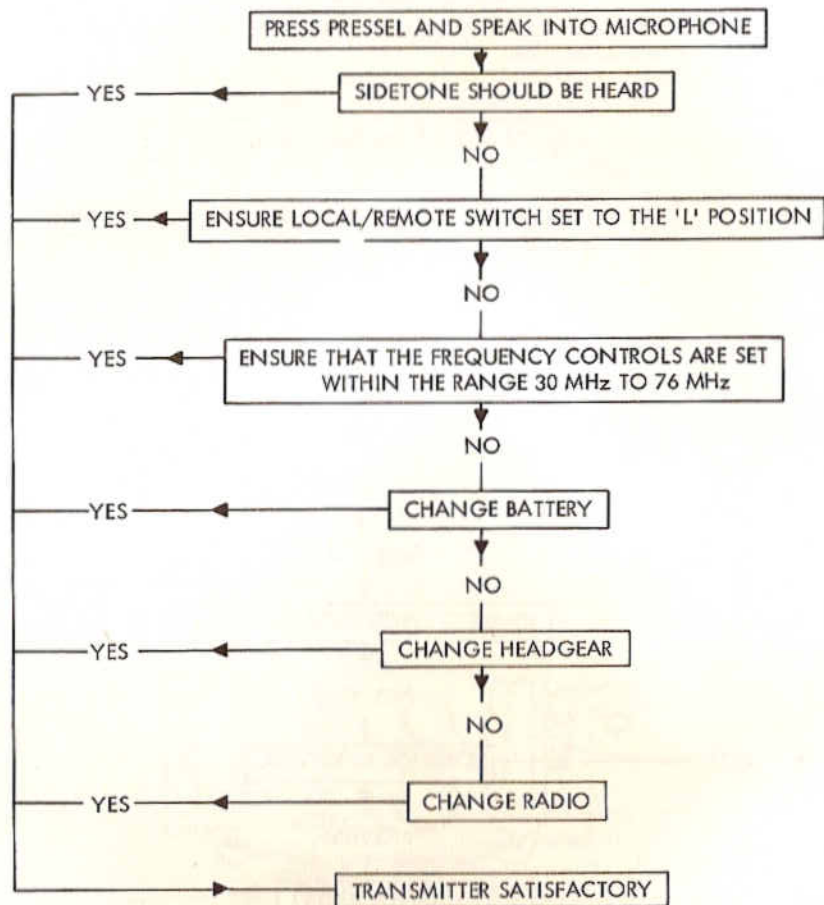 PRESS PRESSEL AND SPEAK INTO MICROPHONE
YES
SIDETONE SHOULD BE HEARD
NO
YES
ENSURE LOCAL/REMOTE SWITCH SET TO THE 'L' POSITION
NO
YES
ENSURE THAT THE FREQUENCY CONTROLS ARE SET
WITHIN THE RANGE 30 MHz TO 76 MHz
NO
YES
CHANGE BATTERY
NO
YES
CHANGE HEADGEAR
NO
YES
CHANGE RADIO
TRANSMITTER SATISFACTORY